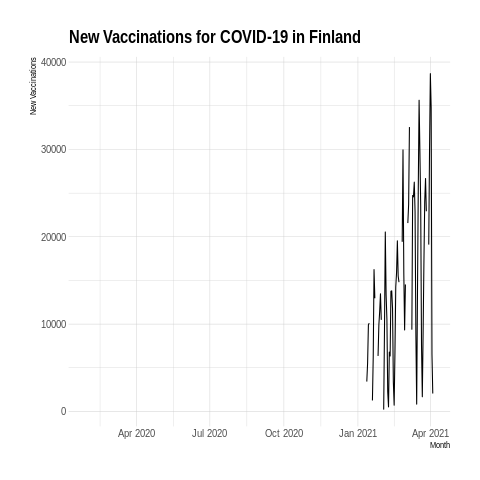 New Vaccinations for COVID-19 in Finland
New Vaccinations
40000
30000
20000
10000
0
Apr 2020 Jul 2020 Oct 2020 Jan 2021 Apr 2021
Month